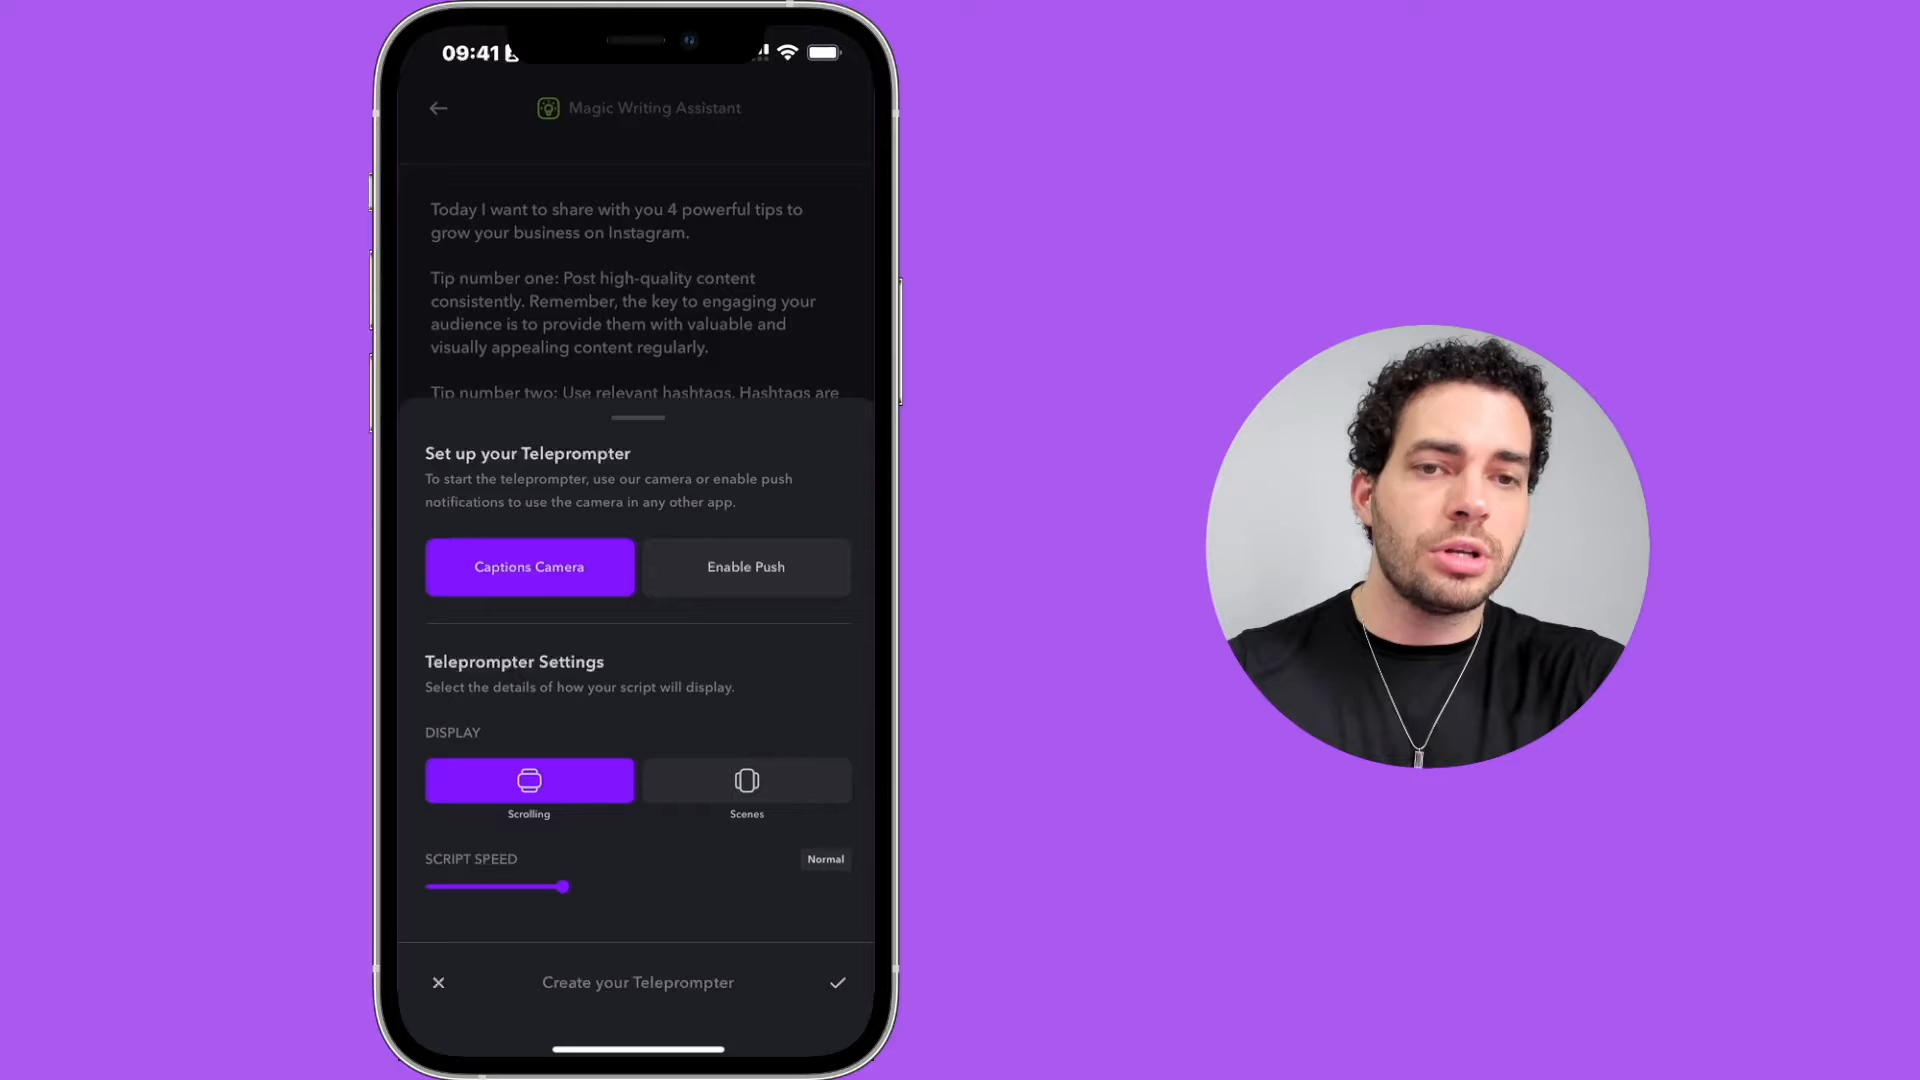 09:41
Magic Writing Assistant
Today I want to share with you 4 powerful tips to
grow your business on Instagram.
Tip number one: Post high-quality content
consistently. Remember, the key to engaging your
audience is to provide them with valuable and
visually appealing content regularly.
Tip number two: Use relevant hashtags. Hashtags are
Set up your Teleprompter
To start the teleprompter, use our camera or enable push
notifications to use the camera in any other app.
Captions Camera
Enable Push
Teleprompter Settings
Select the details of how your script will display.
DISPLAY
Scrolling
Scenes
SCRIPT SPEED
Normal
Create your Teleprompter